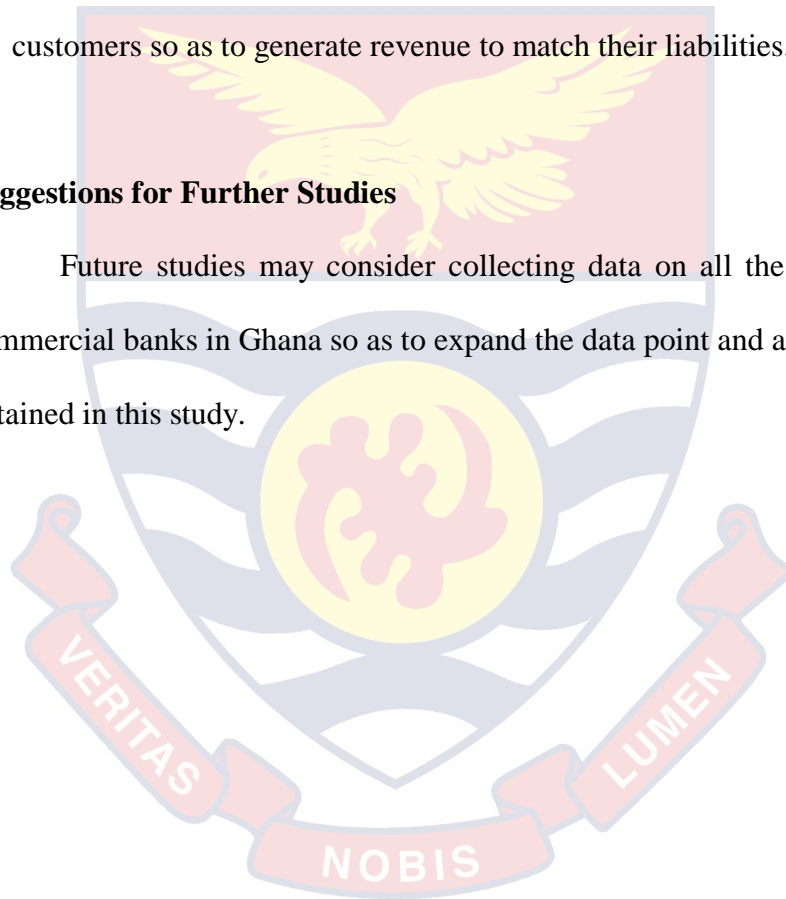 customers so as to generate revenue to match their liabilities.
ggestions for Further Studies
Future studies may consider collecting data on all the
mmercial banks in Ghana so as to expand the data point and a
tained in this study.
VERITAS
NOBIS
LUMEN